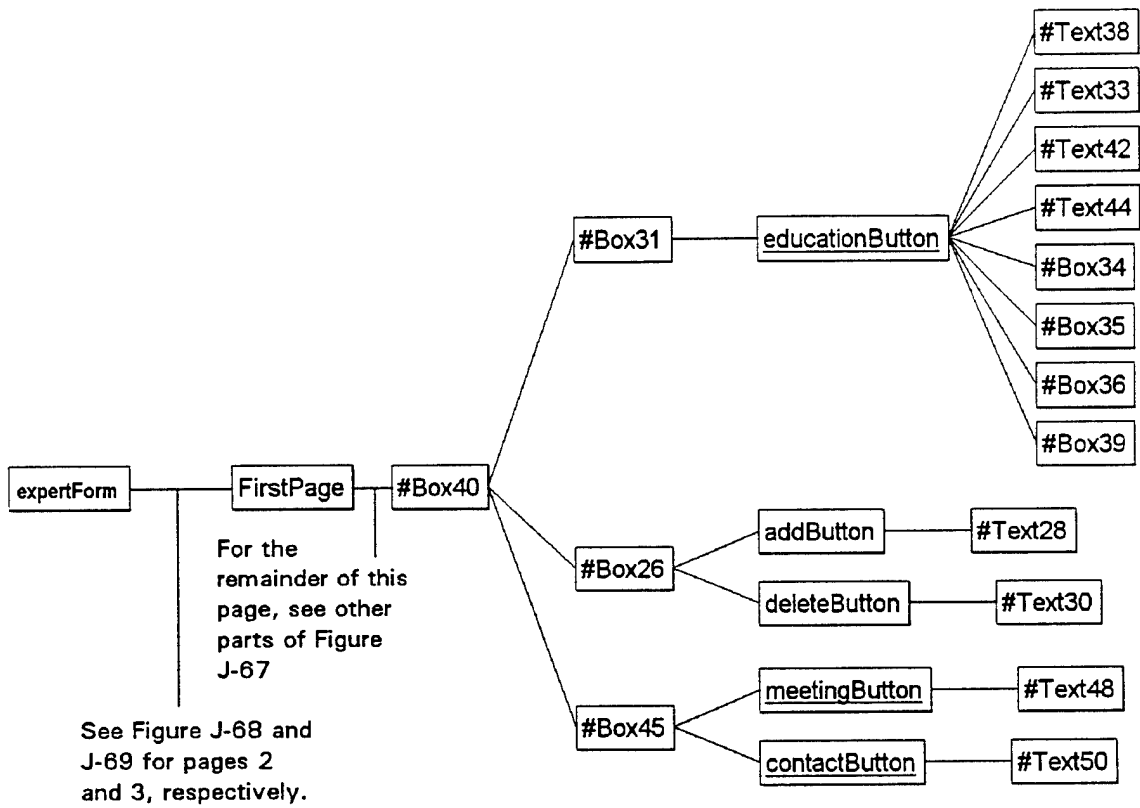 #Text38
#Text33
#Text42
#Text44
#Box31
educationButton
#Box34
#Box35
#Box36
#Box39
expertForm
FirstPage
#Box40
For the
remainder of this
page, see other
parts of Figure
J-67
#Box26
addButton
#Text28
deleteButton
#Text30
#Box45
meetingButton
#Text48
contactButton
#Text50
See Figure J-68 and
J-69 for pages 2
and 3, respectively.